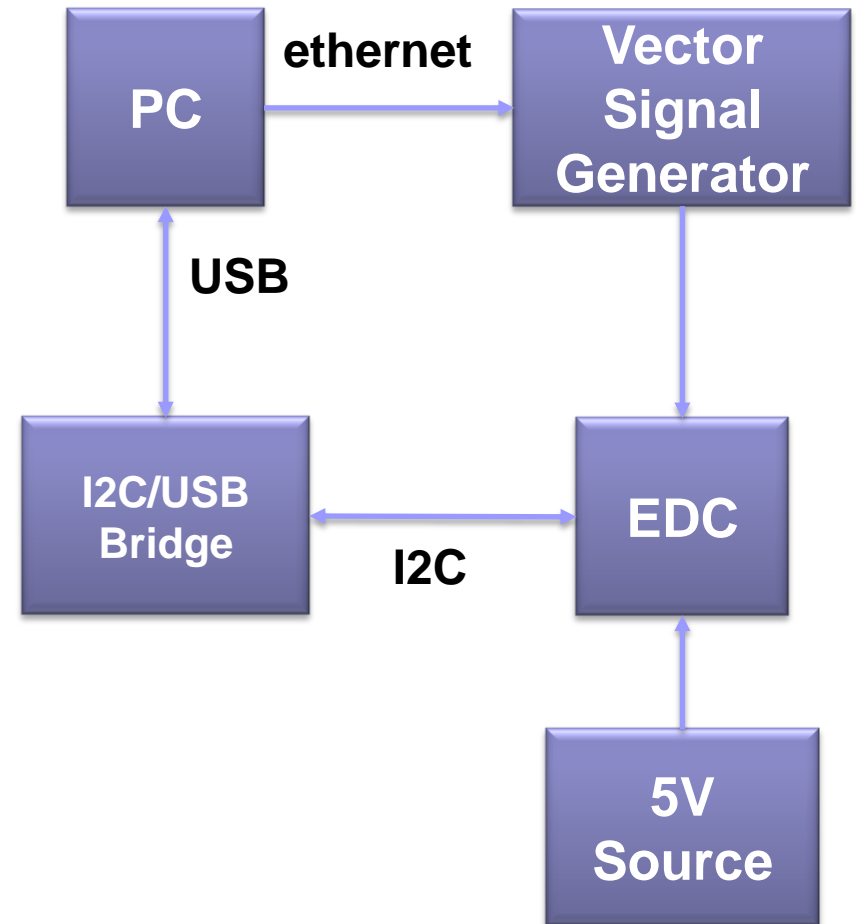 ethernet
PC
Vector
Signal
Generator
USB
I2C/USB
Bridge
I2C
EDC
5V
Source